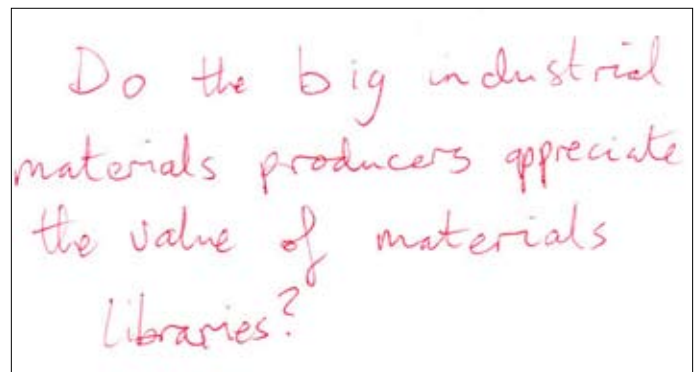 Do the big industrial
materials producers appreciate
the value of materials
libraries?